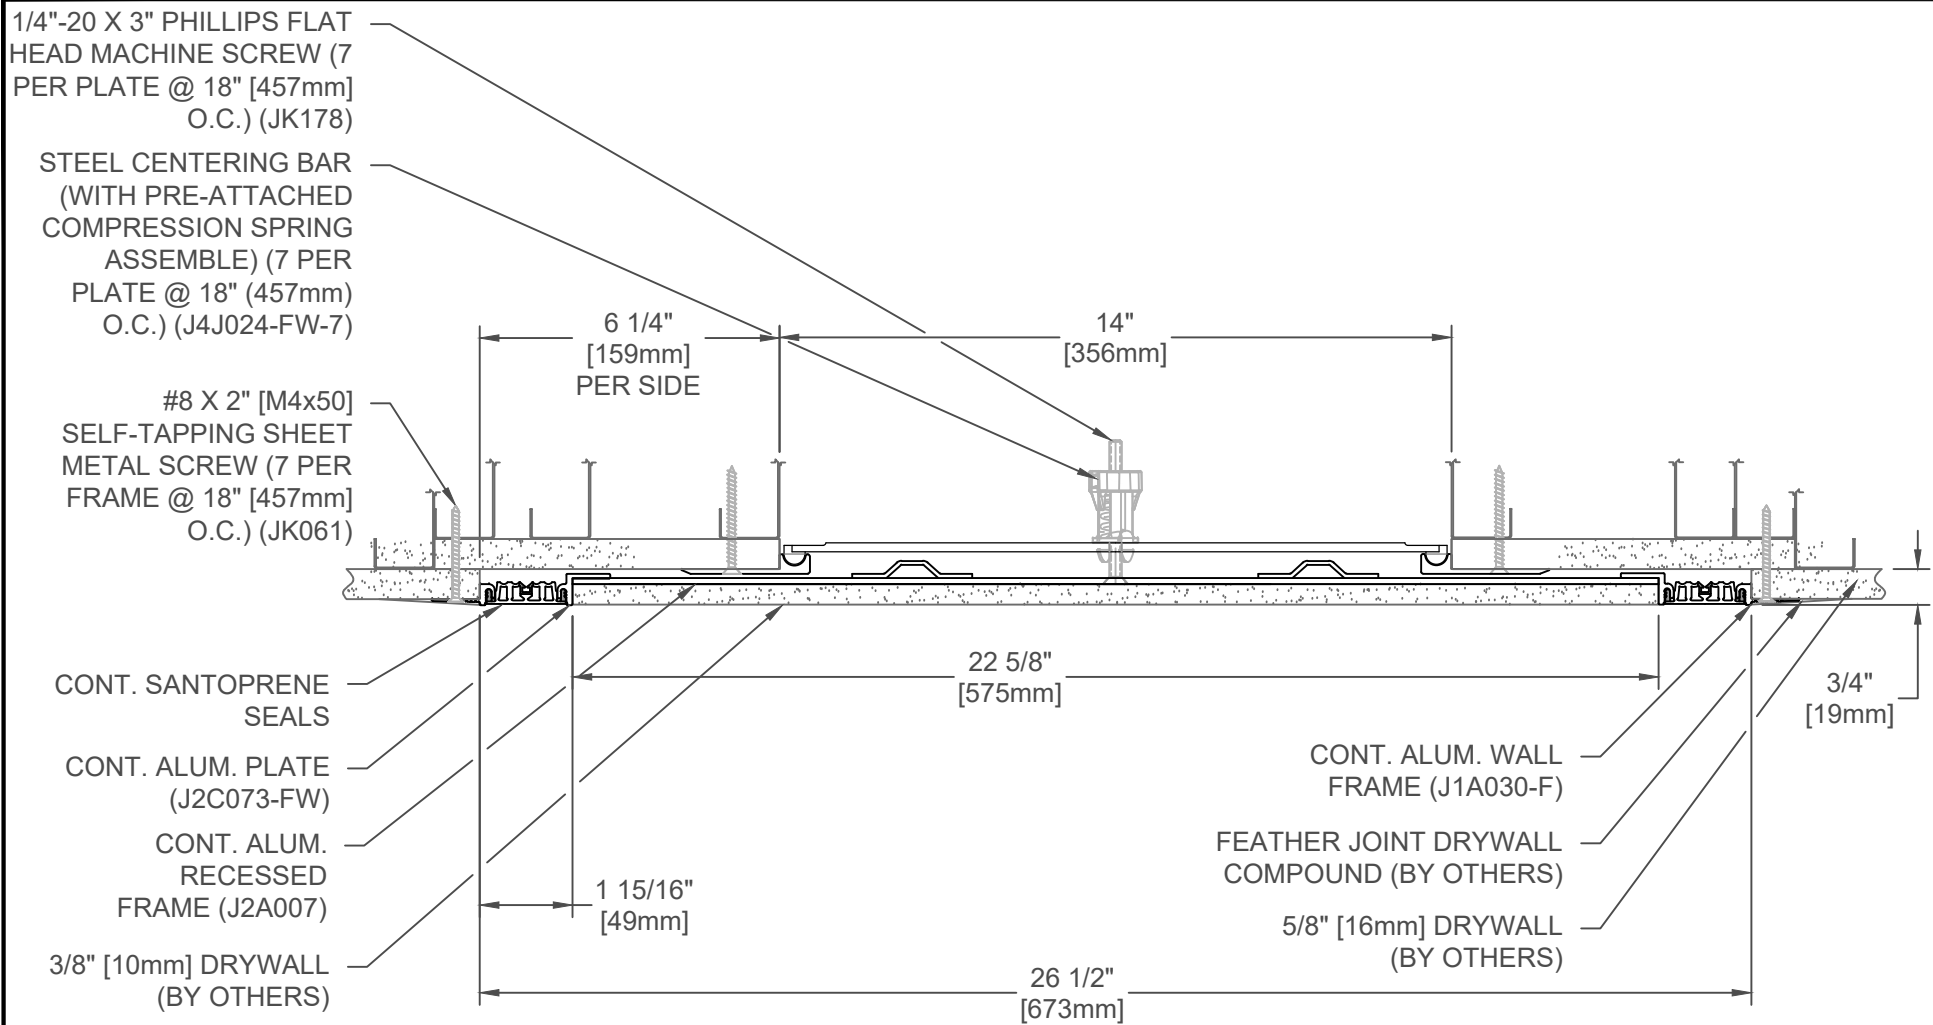 1/4"-20 X 3" PHILLIPS FLAT
HEAD MACHINE SCREW (7
PER PLATE @ 18" [457mm]
O.C.) (JK178)
STEEL CENTERING BAR
(WITH PRE-ATTACHED
COMPRESSION SPRING
ASSEMBLE) (7 PER
PLATE @ 18" (457mm)
O.C.) (J4J024-FW-7)
#8 X 2" [M4x50]
SELF-TAPPING SHEET
METAL SCREW (7 PER
FRAME @ 18" [457mm]
O.C.) (JK061)
6 1/4"
[159mm]
PER SIDE
14"
[356mm]
CONT. SANTOPRENE
SEALS
CONT. ALUM. PLATE
(J2C073-FW)
CONT. ALUM.
RECESSED
FRAME (J2A007)
3/8" [10mm] DRYWALL
(BY OTHERS)
22 5/8"
[575mm]
1 15/16"
[49mm]
26 1/2"
[673mm]
3/4"
[19mm]
CONT. ALUM. WALL
FRAME (J1A030-F)
FEATHER JOINT DRYWALL
COMPOUND (BY OTHERS)
5/8" [16mm] DRYWALL
(BY OTHERS)